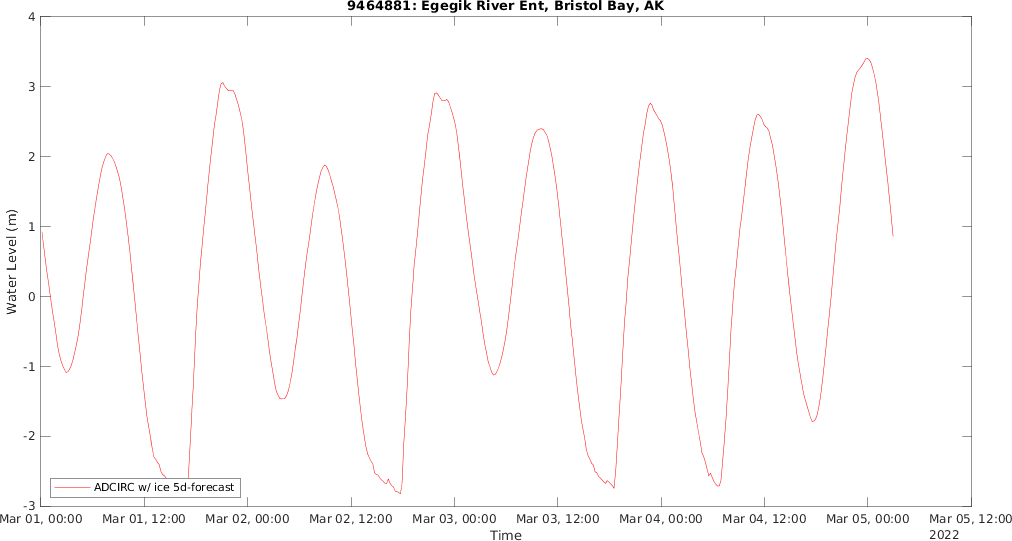 9464881: Egegik River Ent, Bristol Bay, AK
4
3
2
1
0
-1
-2
-3
Water Level (m)
ADCIRC w/ ice 5d-forecast
Mar 01, 00:00 Mar 01, 12:00 Mar 02, 00:00 Mar 02, 12:00 Mar 03, 00:00 Mar 03, 12:00 Mar 04, 00:00 Mar 04, 12:00 Mar 05, 00:00 Mar 05, 12:00
Time
2022